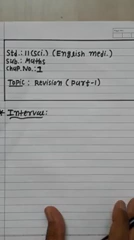 Std.: 11(Sci.) (English medi.)
Sub.: Maths
Chap.No.: 1
Topic: Revision (Part-1)
* Interval: